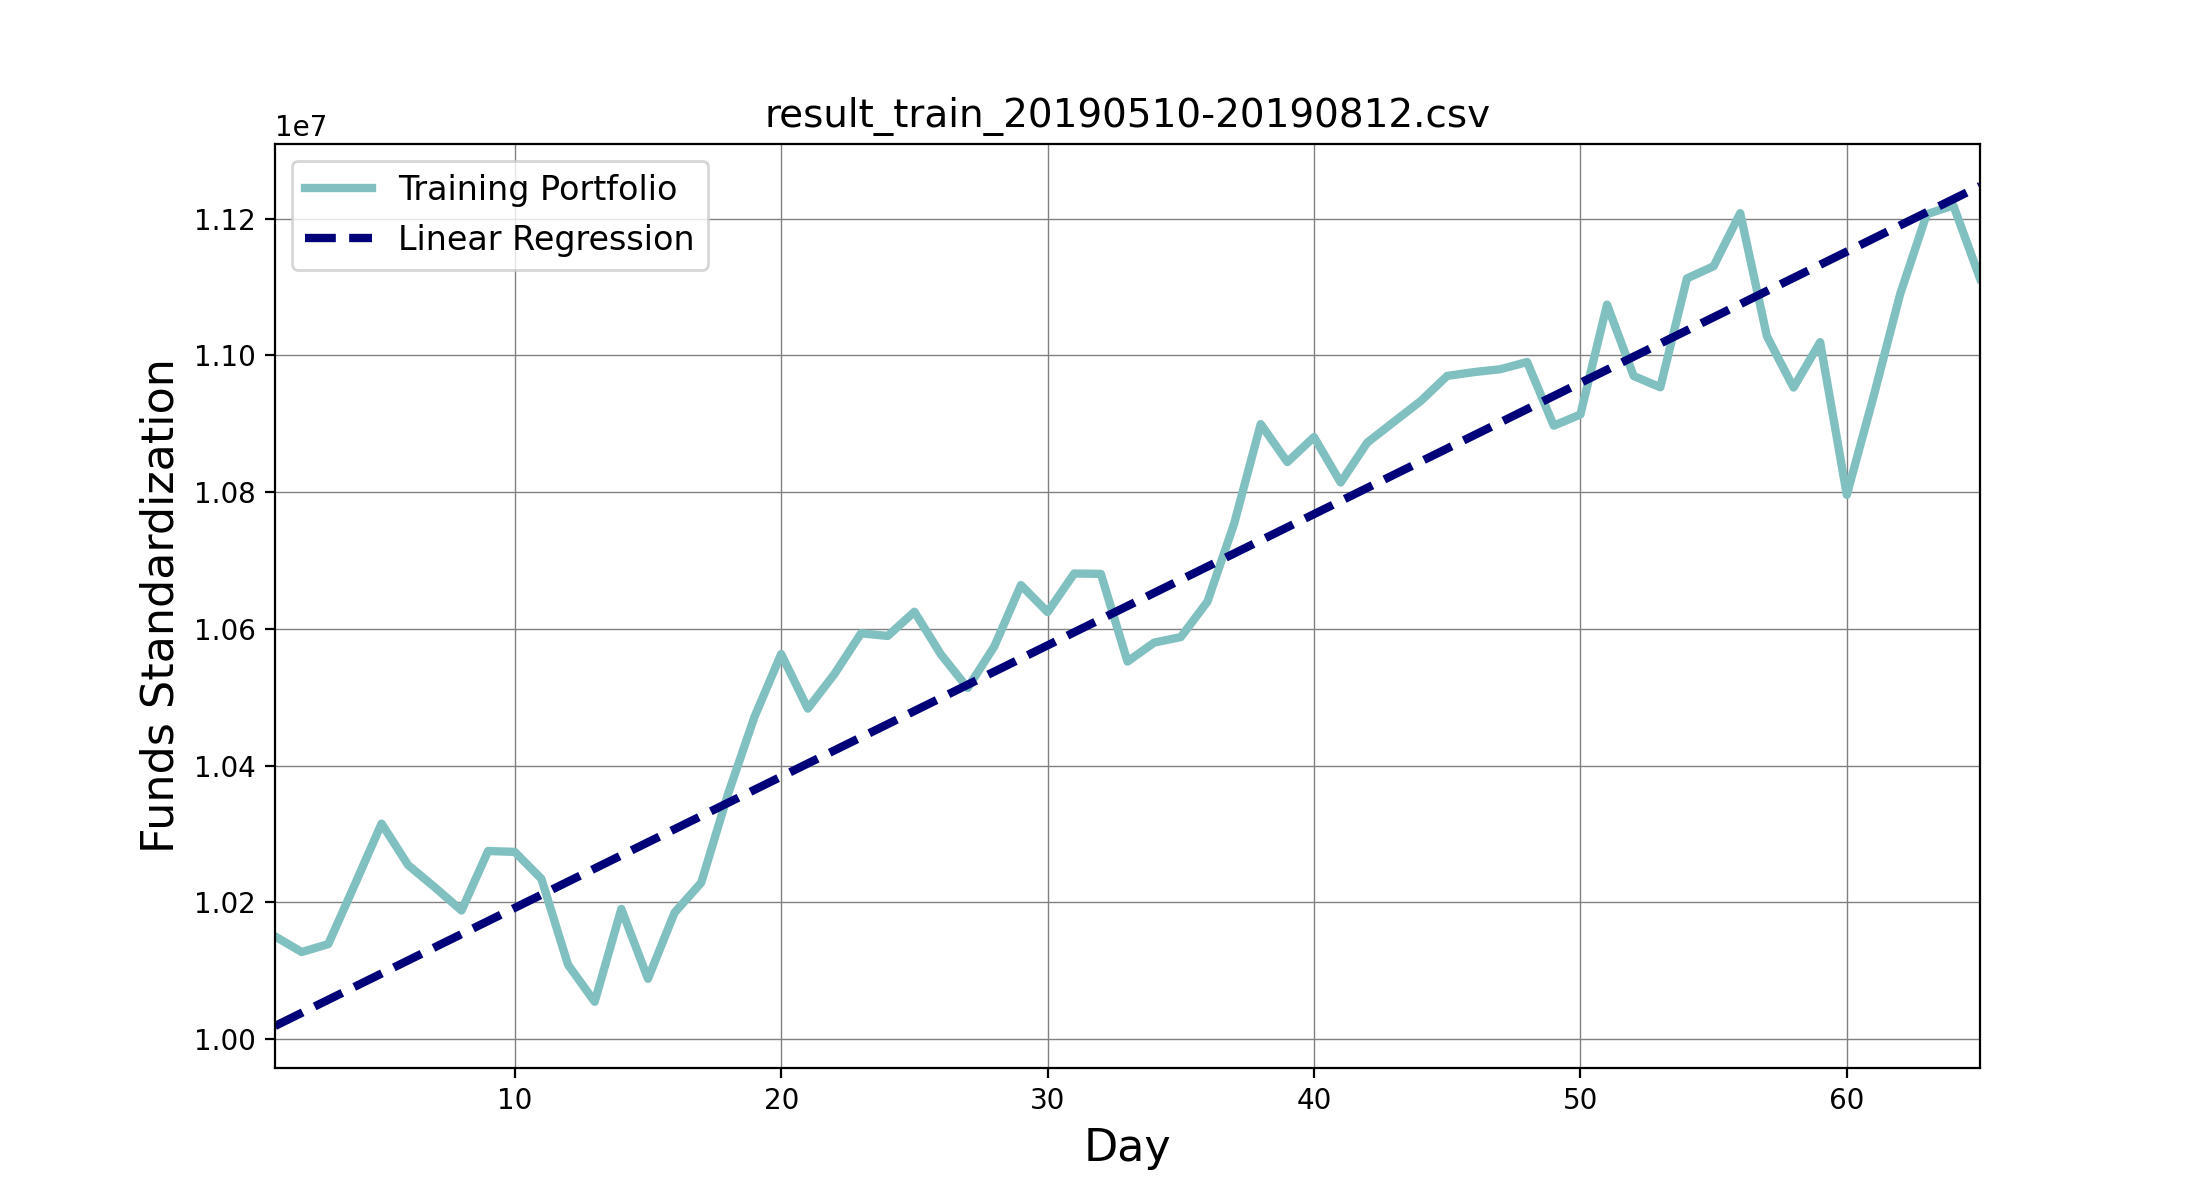 result_train_20190510-20190812.csv
1e7
Training Portfolio
Linear Regression
1.12
1.10
1.08
1.06
1.04
1.02
1.00
Funds Standardization
10 20 30 40 50 60
Day